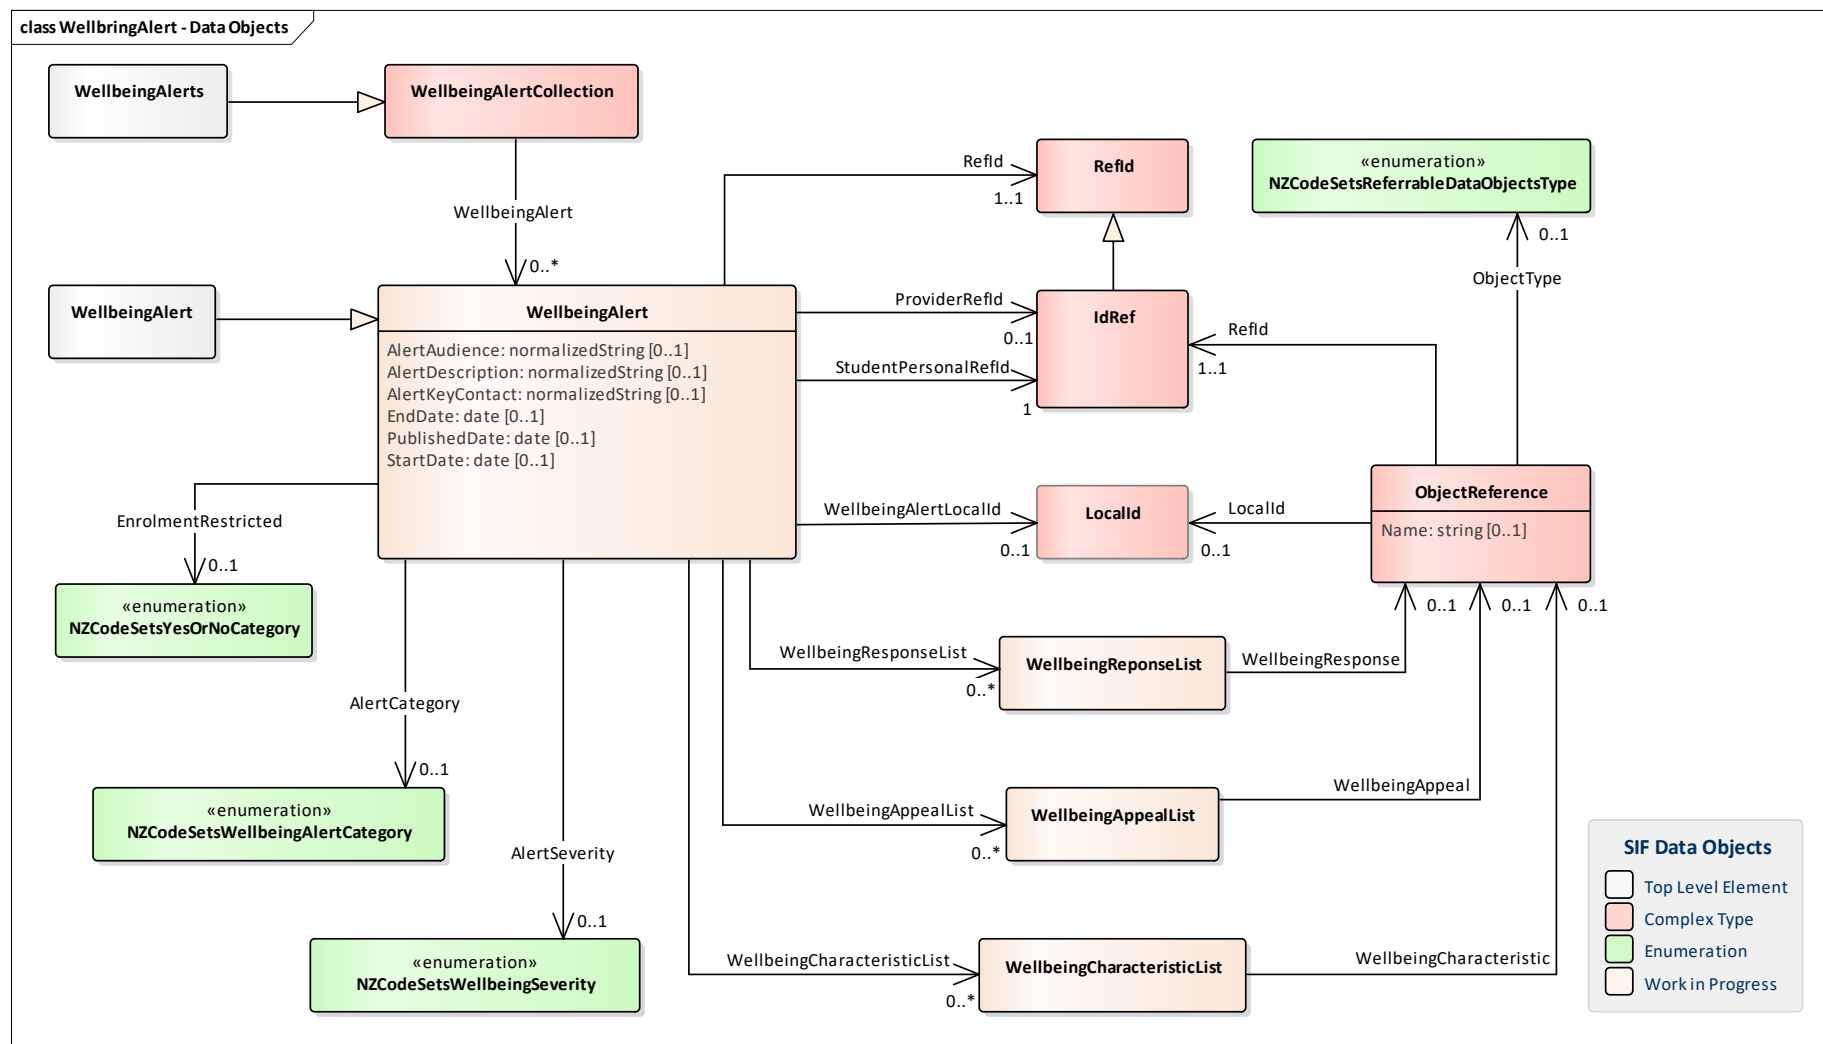 class WellbringAlert - Data Objects
WellbeingAlerts
WellbeingAlertCollection
WellbeingAlert
0..*
RefId
1..1
RefId
«enumeration»
NZCodeSetsReferrableDataObjectsType
0..1
ObjectType
WellbeingAlert
WellbeingAlert
AlertAudience: normalizedString [0..1]
AlertDescription: normalizedString [0..1]
AlertKeyContact: normalizedString [0..1]
EndDate: date [0..1]
PublishedDate: date [0..1]
StartDate: date [0..1]
ProviderRefId
0..1
StudentPersonalRefId
1
IdRef
RefId
1..1
WellbeingAlertLocalId
0..1
LocalId
LocalId
0..1
ObjectReference
Name: string [0..1]
0..1
0..1
0..1
EnrolmentRestricted
0..1
«enumeration»
NZCodeSetsYesOrNoCategory
AlertCategory
0..1
«enumeration»
NZCodeSetsWellbeingAlertCategory
AlertSeverity
0..1
«enumeration»
NZCodeSetsWellbeingSeverity
WellbeingResponseList
0..*
WellbeingReponseList
WellbeingResponse
WellbeingAppealList
0..*
WellbeingAppealList
WellbeingAppeal
WellbeingCharacteristicList
0..*
WellbeingCharacteristicList
WellbeingCharacteristic
SIF Data Objects
Top Level Element
Complex Type
Enumeration
Work in Progress